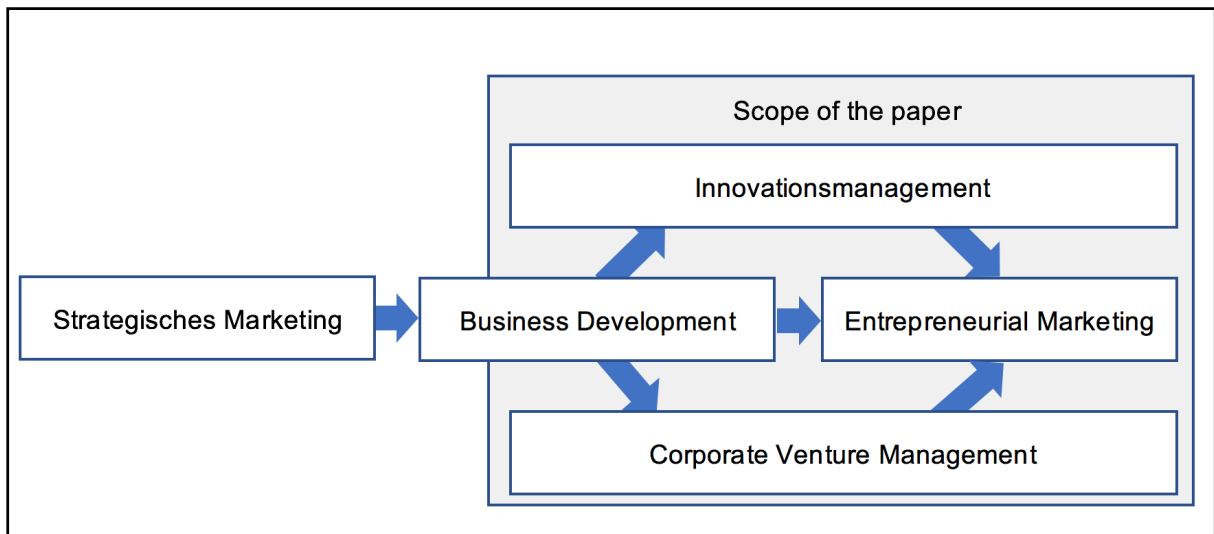 Scope of the paper
Innovationsmanagement
Strategisches Marketing
Business Development
Entrepreneurial Marketing
Corporate Venture Management